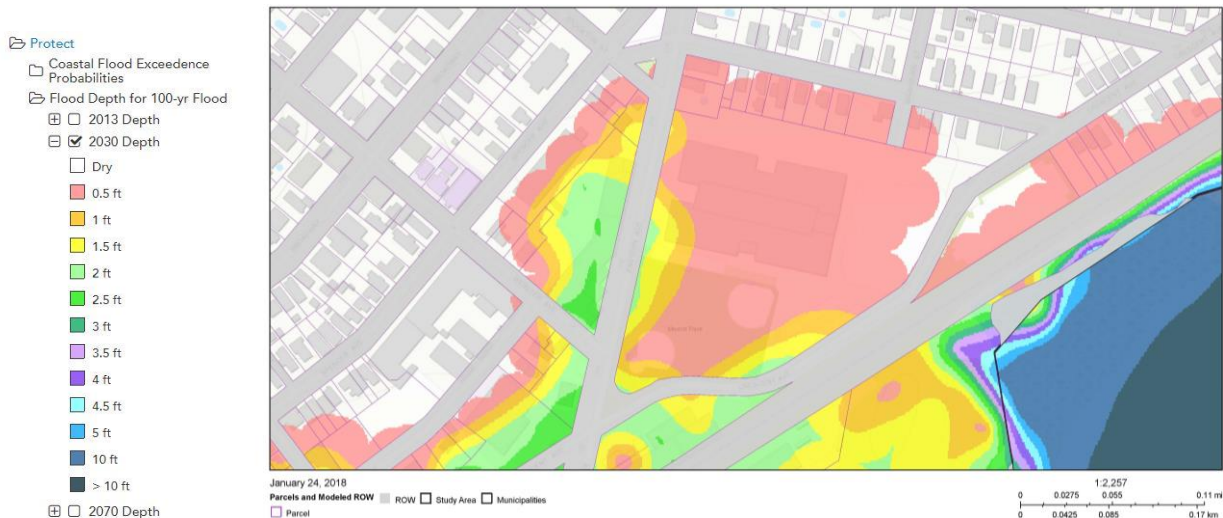 Protect
Coastal Flood Exceedence
Probabilities
Flood Depth for 100-yr Flood
2013 Depth
2030 Depth
Dry
0.5 ft
1 ft
1.5 ft
2 ft
2.5 ft
3 ft
3.5 ft
4 ft
4.5 ft
5 ft
10 ft
> 10 ft
2070 Depth
January 24, 2018
Parcels and Modeled ROW ROW Study Area Municipalities
Parcel
1:2,257
0 0.0275 0.055 0.11 mi
0 0.0425 0.085 0.17 km